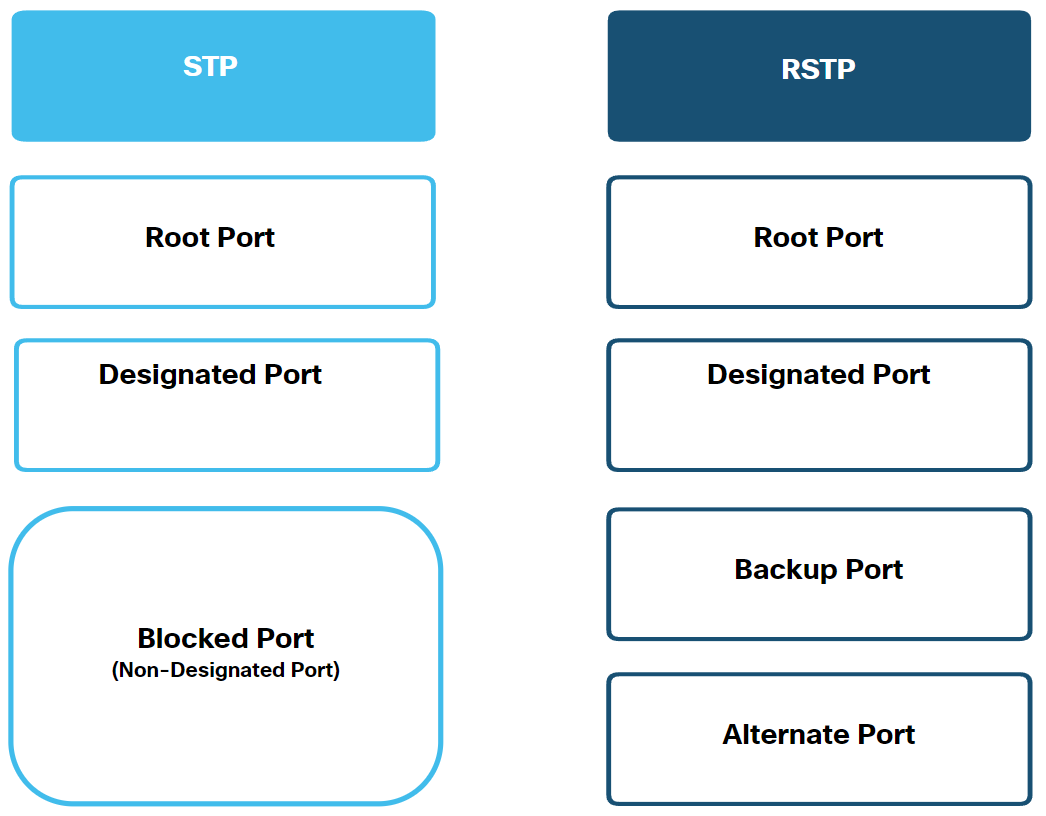 STP
RSTP
Root Port
Root Port
Designated Port
Designated Port
Blocked Port
(Non-Designated Port)
Backup Port
Alternate Port